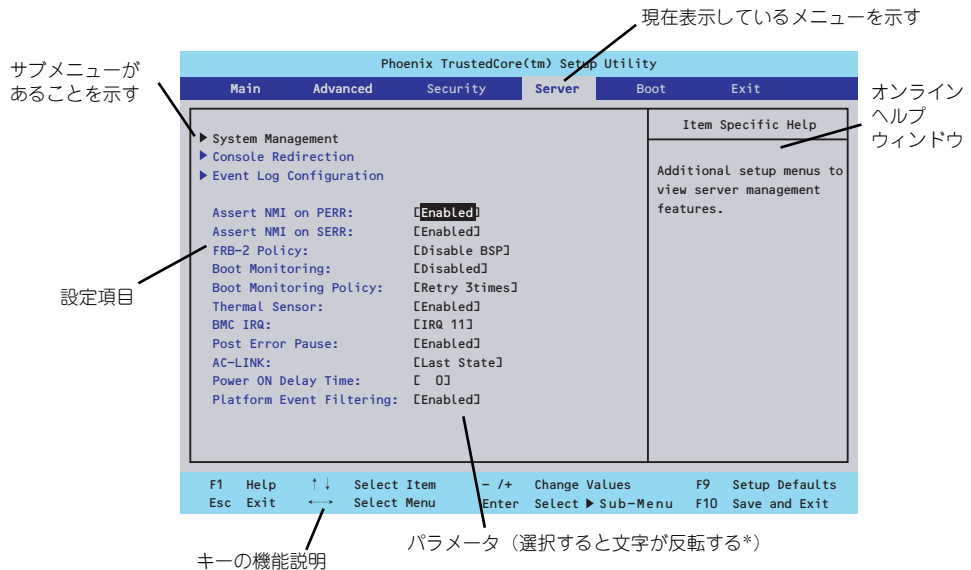 現在表示しているメニューを示す
サブメニューが
あることを示す
Phoenix TrustedCore(tm) Setup Utility
Main Advanced Security Server Boot Exit
オンライン
ヘルプ
ウィンドウ
Item Specific Help
Additional setup menus to
view server management
features.
▶ System Management
▶ Console Redirection
▶ Event Log Configuration
Assert NMI on PERR: [Enabled]
Assert NMI on SERR: [Enabled]
FRB-2 Policy: [Disable BSP]
Boot Monitoring: [Disabled]
Boot Monitoring Policy: [Retry 3times]
Thermal Sensor: [Enabled]
BMC IRQ: [IRQ 11]
Post Error Pause: [Enabled]
AC-LINK: [Last State]
Power ON Delay Time: [ 0]
Platform Event Filtering: [Enabled]
設定項目
F1 Help ↑↓ Select Item - /+ Change Values F9 Setup Defaults
Esc Exit ←→ Select Menu Enter Select ▶ Sub-Menu F10 Save and Exit
パラメータ（選択すると文字が反転する*）
キーの機能説明